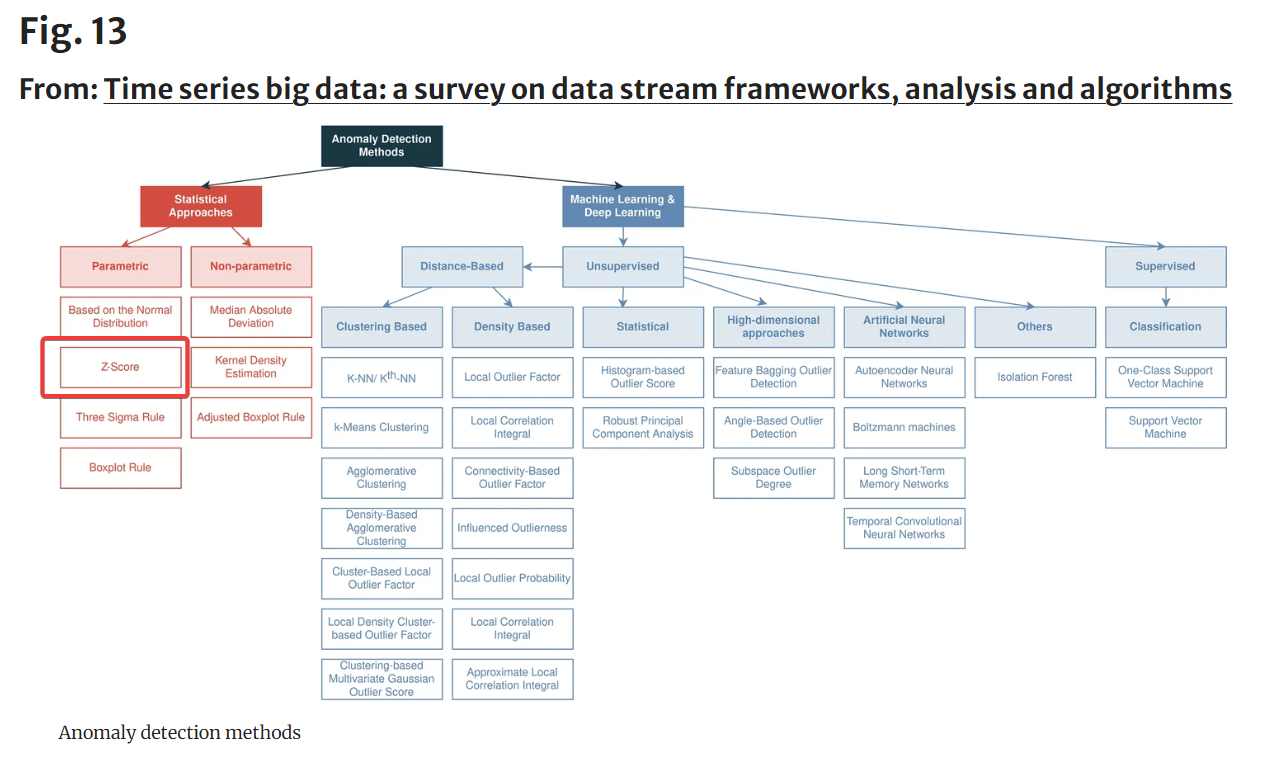 Fig. 13
From: Time series big data: a survey on data stream frameworks, analysis and algorithms
Anomaly Detection
Methods
Statistical
Approaches
Machine Learning &
Deep Learning
Parametric
Non-parametric
Distance-Based
Unsupervised
Supervised
Based on the Normal
Distribution
Z-Score
Three Sigma Rule
Boxplot Rule
Median Absolute
Deviation
Kernel Density
Estimation
Adjusted Boxplot Rule
Clustering Based
K-NN/ Kth-NN
k-Means Clustering
Agglomerative
Clustering
Density-Based
Agglomerative
Clustering
Cluster-Based Local
Outlier Factor
Local Density Cluster-
based Outlier Factor
Clustering-based
Multivariate Gaussian
Outlier Score
Density Based
Local Outlier Factor
Local Correlation
Integral
Connectivity-Based
Outlier Factor
Influenced Outlierness
Local Outlier Probability
Local Correlation
Integral
Approximate Local
Correlation Integral
Statistical
Histogram-based
Outlier Score
Robust Principal
Component Analysis
High-dimensional
approaches
Feature Bagging Outlier
Detection
Angle-Based Outlier
Detection
Subspace Outlier
Degree
Artificial Neural
Networks
Autoencoder Neural
Networks
Boltzmann machines
Long Short-Term
Memory Networks
Temporal Convolutional
Neural Networks
Others
Isolation Forest
Classification
One-Class Support
Vector Machine
Support Vector
Machine
Anomaly detection methods